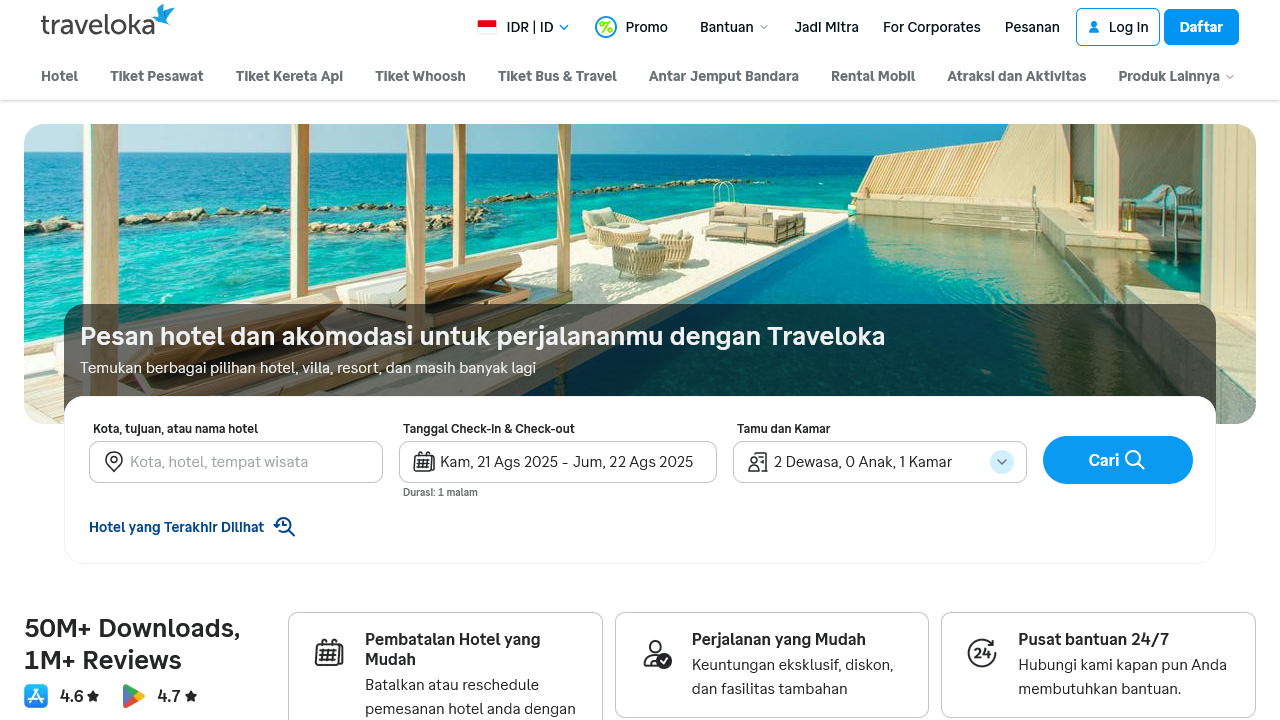 traveloka
IDR | ID
Promo
Bantuan
Jadi Mitra
For Corporates
Pesanan
Log In
Daftar
Hotel
Tiket Pesawat
Tiket Kereta Api
Tiket Whoosh
Tiket Bus & Travel
Antar Jemput Bandara
Rental Mobil
Atraksi dan Aktivitas
Produk Lainnya
Pesan hotel dan akomodasi untuk perjalananmu dengan Traveloka
Temukan berbagai pilihan hotel, villa, resort, dan masih banyak lagi
Kota, tujuan, atau nama hotel
Kota, hotel, tempat wisata
Tanggal Check-in & Check-out
Kam, 21 Ags 2025 - Jum, 22 Ags 2025
Durasi: 1 malam
Tamu dan Kamar
2 Dewasa, 0 Anak, 1 Kamar
Cari
Hotel yang Terakhir Dilihat
50M+ Downloads,
1M+ Reviews
4.6
4.7
Pembatalan Hotel yang
Mudah
Batalkan atau reschedule
pemesanan hotel anda dengan
Perjalanan yang Mudah
Keuntungan eksklusif, diskon,
dan fasilitas tambahan
24
Pusat bantuan 24/7
Hubungi kami kapan pun Anda
membutuhkan bantuan.